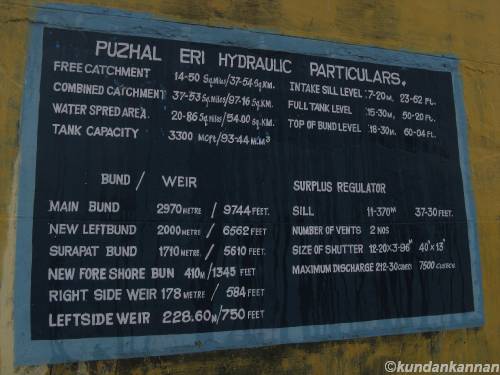 PUZHAL ERI HYDRAULIC PARTICULARS.
FREE CATCHMENT 14-50 SQ.MILES/37-54 SQ.KM.
COMBINED CATCHMENT 37-53 SQ.MILES/97-16 SQ.KM.
WATER SPRED AREA 20-86 SQ.MILES/54.00 SQ.KM.
TANK CAPACITY 3300 MCFt/93-44 M.M³
INTAKE SILL LEVEL : 7-20M, 23-62 FT.
FULL TANK LEVEL : 15-30M, 50-20 FT.
TOP OF BUND LEVEL : 18-30M, 60-04 FT.
BUND / WEIR
MAIN BUND 2970 METRE / 9744 FEET.
NEW LEFTBUND 2000 METRE / 6562 FEET
SURAPAT BUND 1710 METRE / 5610 FEET.
NEW FORE SHORE BUN 410M/1345 FEET
RIGHT SIDE WEIR 178 METRE / 584 FEET
LEFTSIDE WEIR 228.60M/750 FEET
SURPLUS REGULATOR
SILL 11-370M 37-30 FEET.
NUMBER OF VENTS 2 NOS
SIZE OF SHUTTER 12-20×3-96M 40'×13'
MAXIMUM DISCHARGE 212-30 CUMECS 7500 CUSECS
©kundankannan